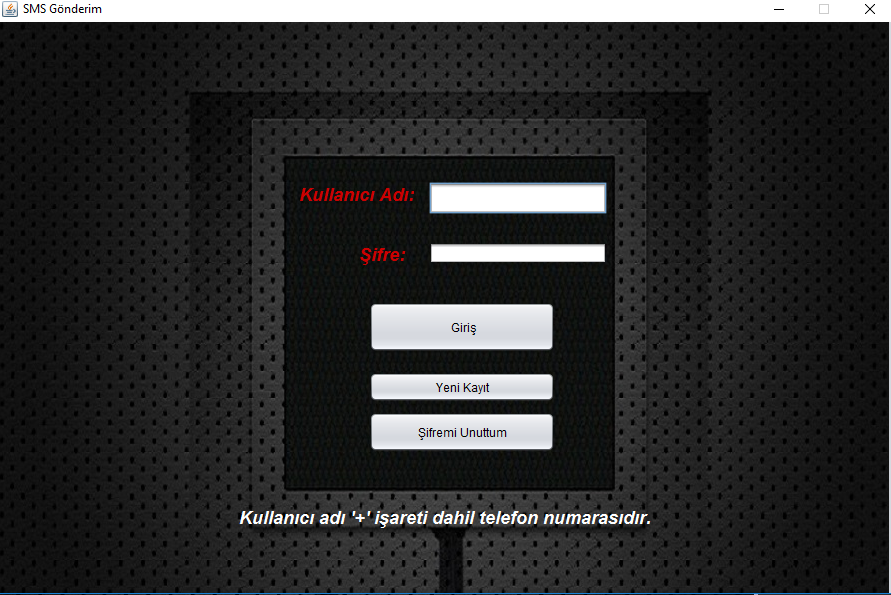 SMS Gönderim
Kullanıcı Adı:
Şifre:
Giriş
Yeni Kayıt
Şifremi Unuttum
Kullanıcı adı '+' işareti dahil telefon numarasıdır.